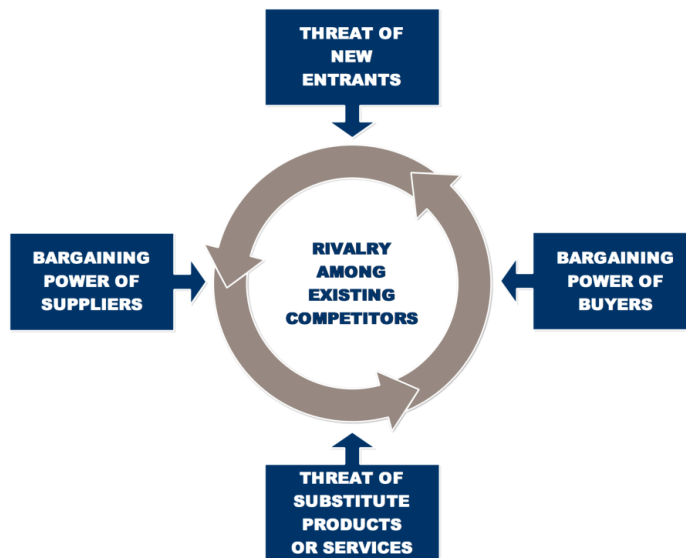 THREAT OF
NEW
ENTRANTS
BARGAINING
POWER OF
SUPPLIERS
RIVALRY
AMONG
EXISTING
COMPETITORS
BARGAINING
POWER OF
BUYERS
THREAT OF
SUBSTITUTE
PRODUCTS
OR SERVICES